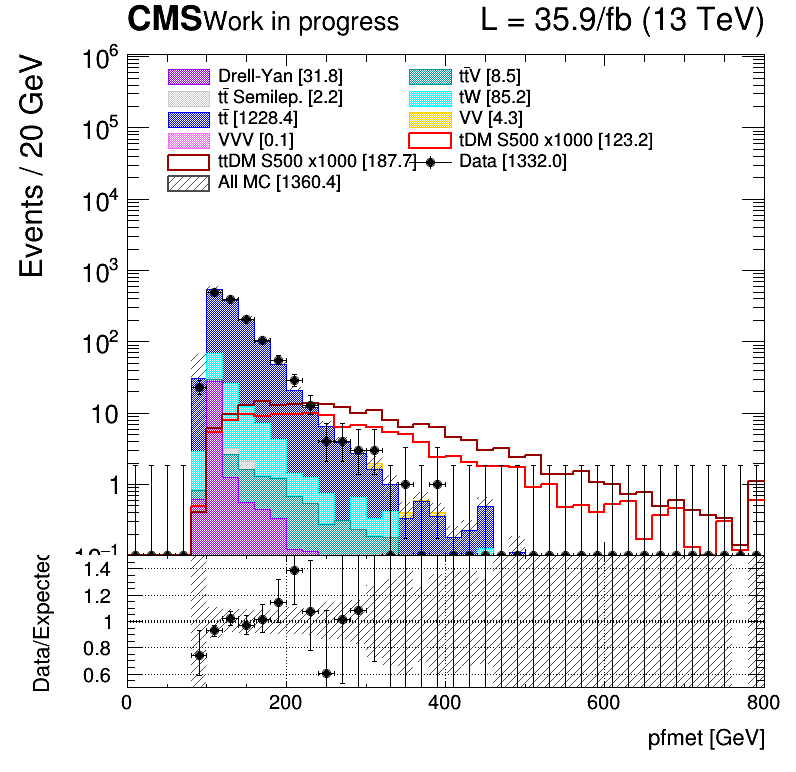 CMS Work in progress L = 35.9/fb (13 TeV)
Events / 20 GeV
10⁶
10⁵
10⁴
10³
10²
10
1
10⁻¹
Drell-Yan [31.8]
tt̄V [8.5]
tt̄ Semilep. [2.2]
tW [85.2]
tt̄ [1228.4]
VV [4.3]
VVV [0.1]
tDM S500 x1000 [123.2]
ttDM S500 x1000 [187.7]
Data [1332.0]
All MC [1360.4]
Data/Expected
1.4
1.2
1
0.8
0.6
0 200 400 600 800
pfmet [GeV]